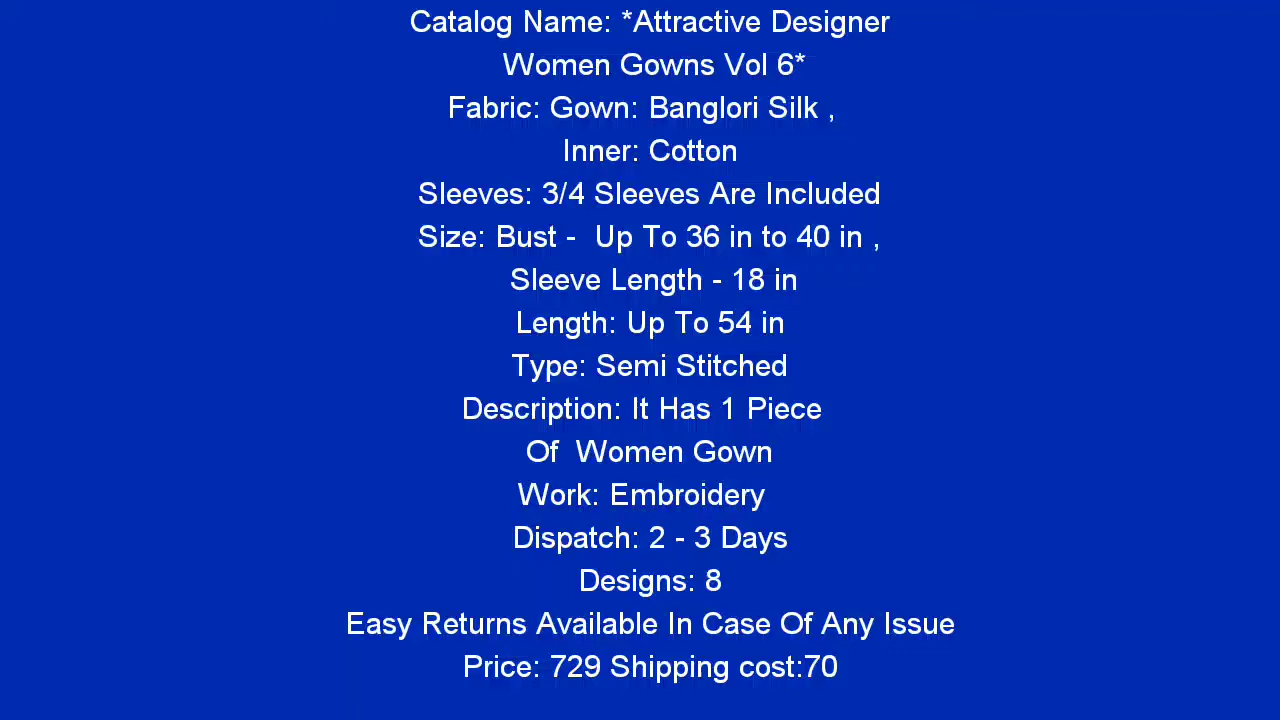 Catalog Name: *Attractive Designer
Women Gowns Vol 6*
Fabric: Gown: Banglori Silk ,
Inner: Cotton
Sleeves: 3/4 Sleeves Are Included
Size: Bust -  Up To 36 in to 40 in ,
Sleeve Length - 18 in
Length: Up To 54 in
Type: Semi Stitched
Description: It Has 1 Piece
Of  Women Gown
Work: Embroidery
Dispatch: 2 - 3 Days
Designs: 8
Easy Returns Available In Case Of Any Issue
Price: 729 Shipping cost:70